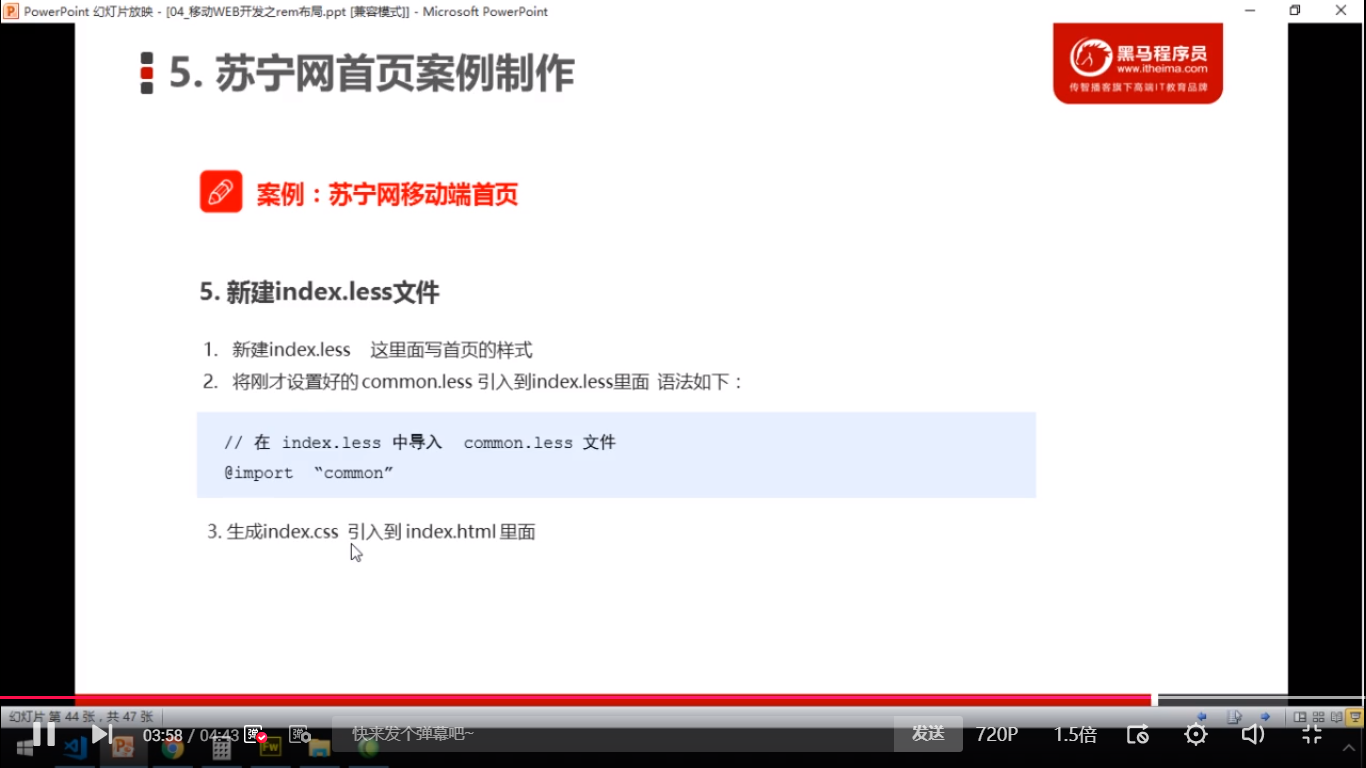 PowerPoint 幻灯片放映 - [04_移动WEB开发之rem布局.ppt [兼容模式]] - Microsoft PowerPoint
5. 苏宁网首页案例制作
黑马程序员
www.itheima.com
传智播客旗下高端IT教育品牌
案例：苏宁网移动端首页
5. 新建index.less文件
1. 新建index.less 这里面写首页的样式
2. 将刚才设置好的 common.less 引入到index.less里面 语法如下：
// 在 index.less 中导入 common.less 文件
@import “common”
3. 生成index.css 引入到 index.html 里面
幻灯片 第 44 张，共 47 张
03:58 / 04:43
弹
弹
快来发个弹幕吧~
发送
720P
1.5倍